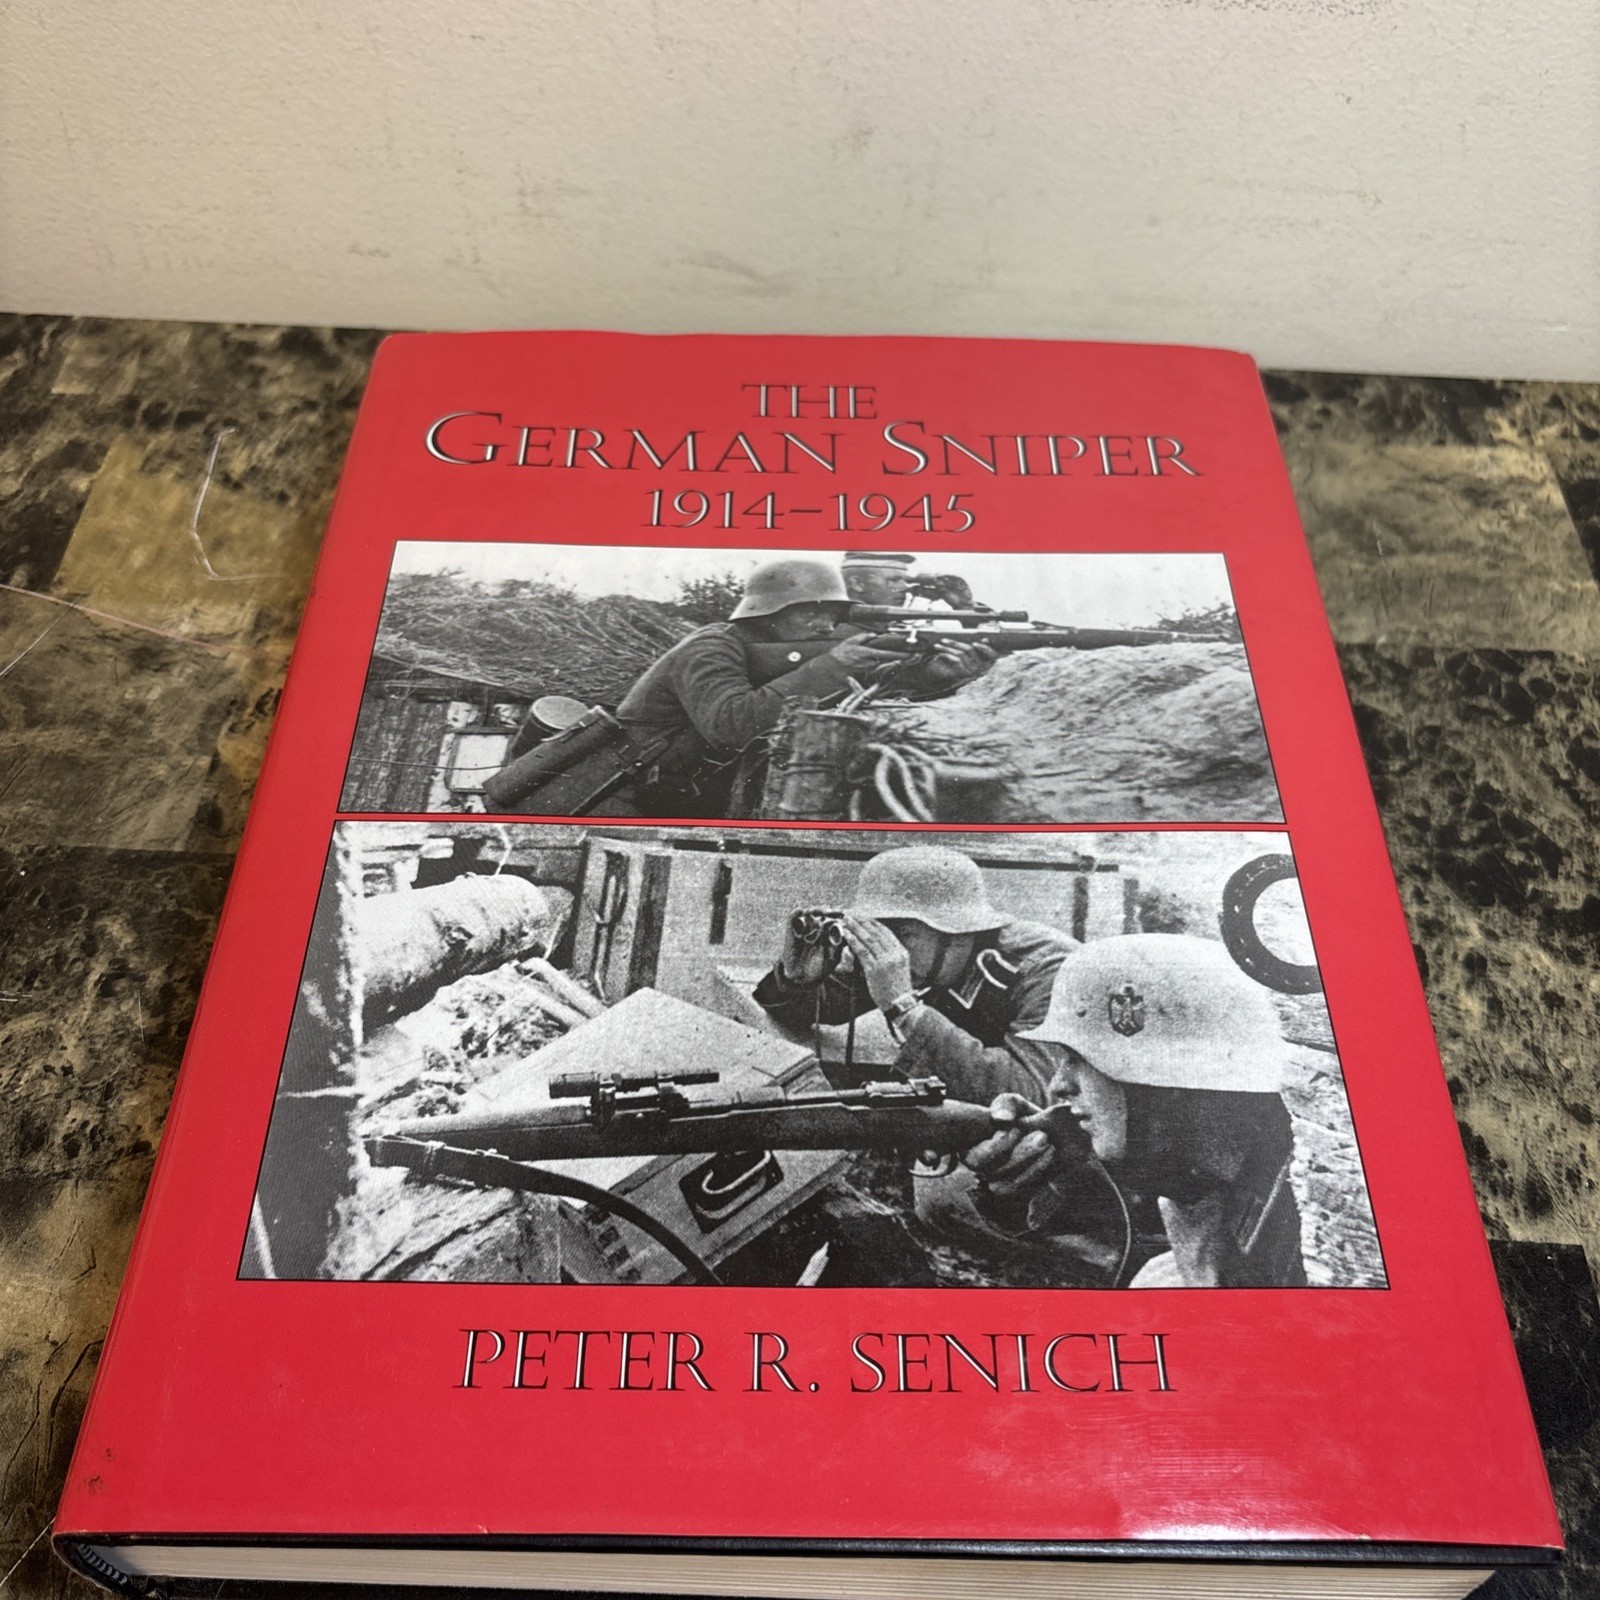 THE
GERMAN SNIPER
1914–1945
PETER R. SENICH